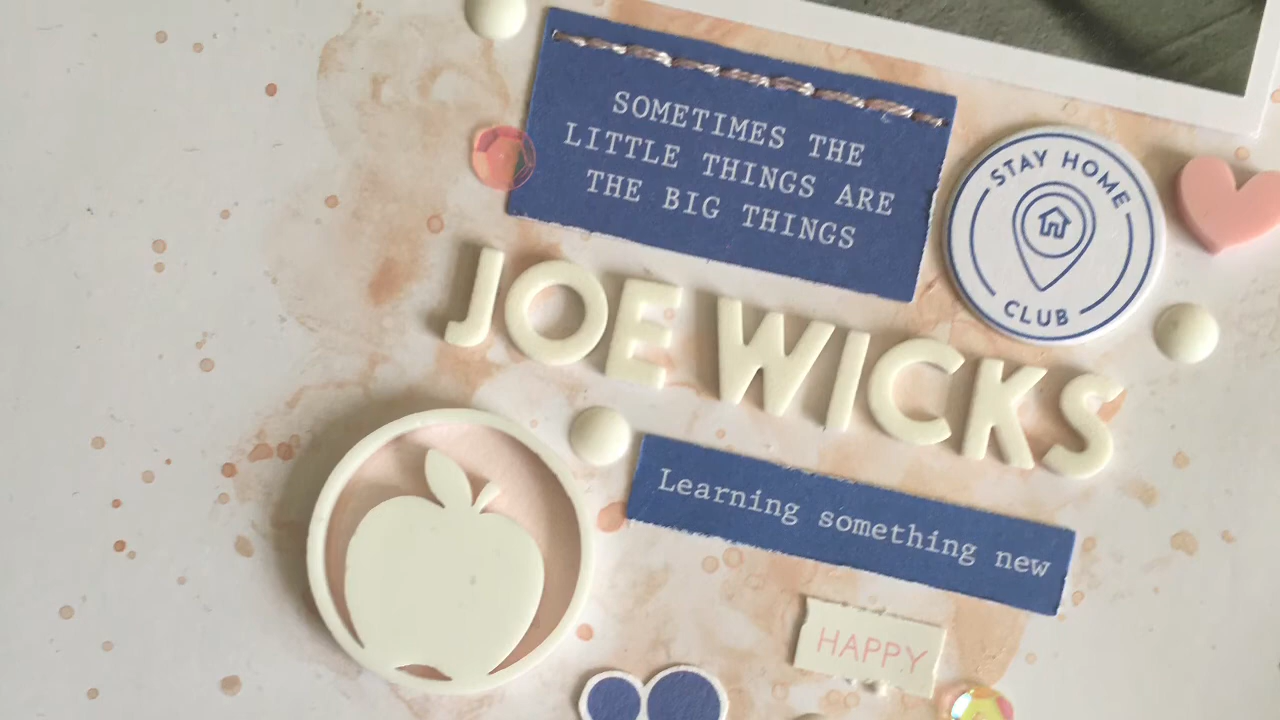 SOMETIMES THE
LITTLE THINGS ARE
THE BIG THINGS
STAY HOME
CLUB
JOE WICKS
Learning something new
HAPPY